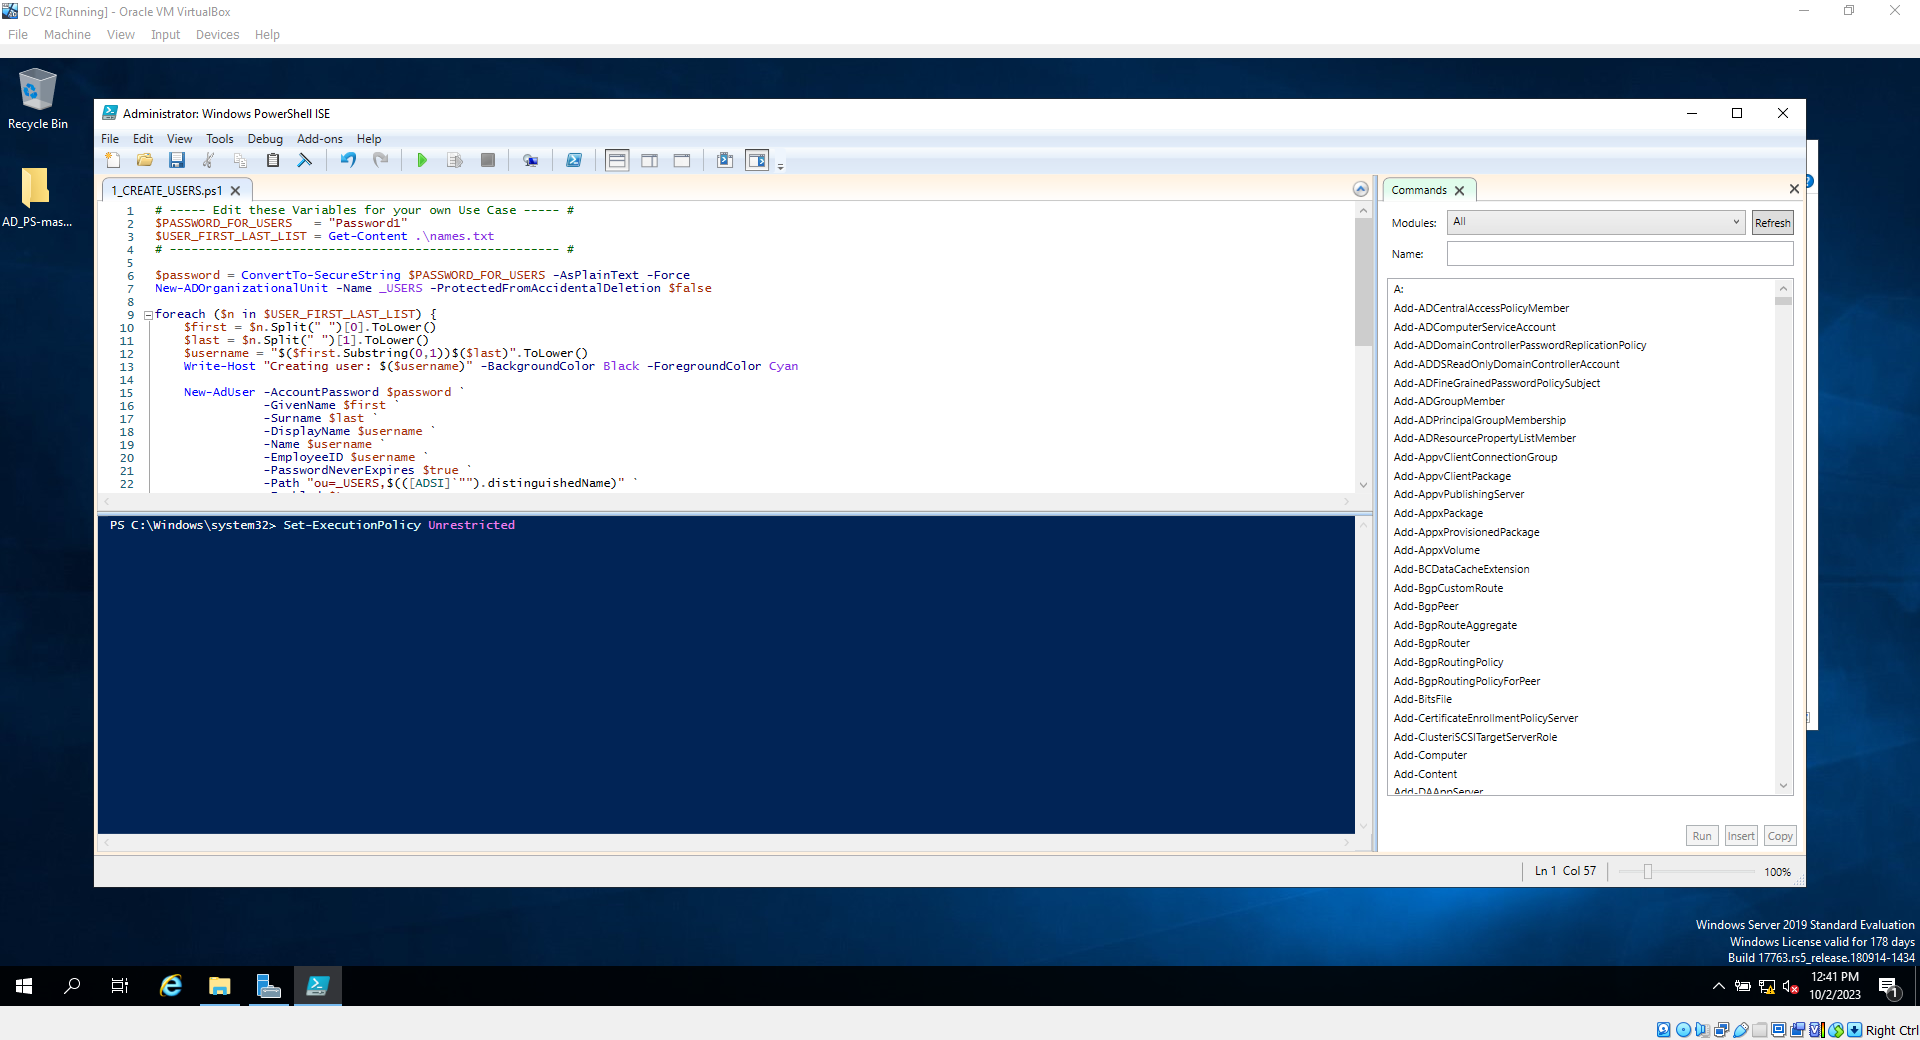 DCV2 [Running] - Oracle VM VirtualBox
File Machine View Input Devices Help
Recycle Bin
AD_PS-mas...
Administrator: Windows PowerShell ISE
File Edit View Tools Debug Add-ons Help
1_CREATE_USERS.ps1
1 # ----- Edit these Variables for your own Use Case ----- #
2 $PASSWORD_FOR_USERS   = "Password1"
3 $USER_FIRST_LAST_LIST = Get-Content .\names.txt
4 # ------------------------------------------------------ #
5
6 $password = ConvertTo-SecureString $PASSWORD_FOR_USERS -AsPlainText -Force
7 New-ADOrganizationalUnit -Name _USERS -ProtectedFromAccidentalDeletion $false
8
9 foreach ($n in $USER_FIRST_LAST_LIST) {
10     $first = $n.Split(" ")[0].ToLower()
11     $last = $n.Split(" ")[1].ToLower()
12     $username = "$($first.Substring(0,1))$($last)".ToLower()
13     Write-Host "Creating user: $($username)" -BackgroundColor Black -ForegroundColor Cyan
14
15     New-AdUser -AccountPassword $password `
16                -GivenName $first `
17                -Surname $last `
18                -DisplayName $username `
19                -Name $username `
20                -EmployeeID $username `
21                -PasswordNeverExpires $true `
22                -Path "ou=_USERS,$(([ADSI]`"").distinguishedName)" `
PS C:\Windows\system32> Set-ExecutionPolicy Unrestricted
Commands
Modules: All Refresh
Name:
A:
Add-ADCentralAccessPolicyMember
Add-ADComputerServiceAccount
Add-ADDomainControllerPasswordReplicationPolicy
Add-ADDSReadOnlyDomainControllerAccount
Add-ADFineGrainedPasswordPolicySubject
Add-ADGroupMember
Add-ADPrincipalGroupMembership
Add-ADResourcePropertyListMember
Add-AppvClientConnectionGroup
Add-AppvClientPackage
Add-AppvPublishingServer
Add-AppxPackage
Add-AppxProvisionedPackage
Add-AppxVolume
Add-BCDataCacheExtension
Add-BgpCustomRoute
Add-BgpPeer
Add-BgpRouteAggregate
Add-BgpRouter
Add-BgpRoutingPolicy
Add-BgpRoutingPolicyForPeer
Add-BitsFile
Add-CertificateEnrollmentPolicyServer
Add-ClusteriSCSITargetServerRole
Add-Computer
Add-Content
Add-DAAppServer
Run Insert Copy
Ln 1 Col 57 100%
Windows Server 2019 Standard Evaluation
Windows License valid for 178 days
Build 17763.rs5_release.180914-1434
12:41 PM
10/2/2023
1
Right Ctrl